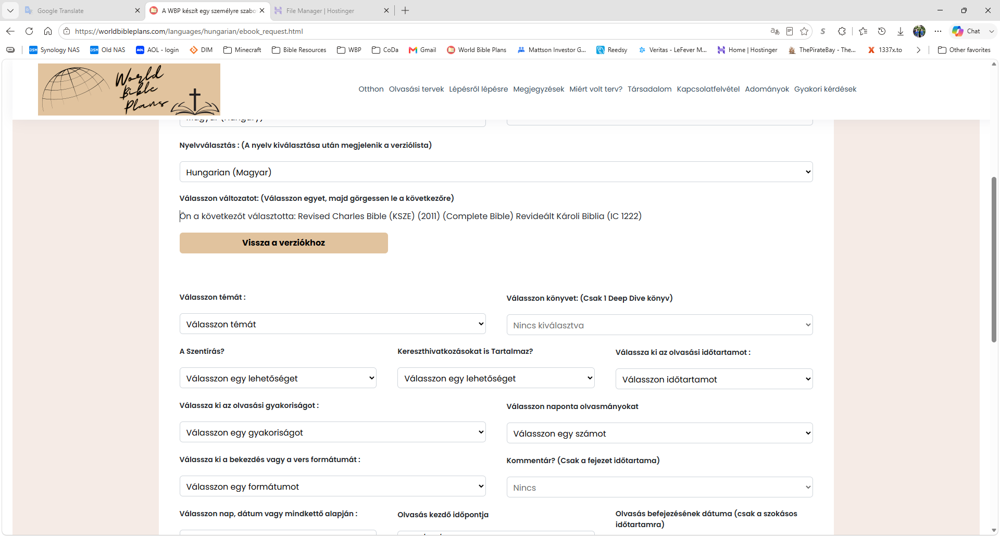 Google Translate
A WBP készít egy személyre szabo
File Manager | Hostinger
https://worldbibleplans.com/languages/hungarian/ebook_request.html
Chat
Synology NAS
Old NAS
AOL - login
DIM
Minecraft
Bible Resources
WBP
CoDa
Gmail
World Bible Plans
Mattson Investor G...
Reedsy
Veritas - LeFever M...
Home | Hostinger
ThePirateBay - The...
1337x.to
Other favorites
World
Bible
Plans
Otthon Olvasási tervek Lépésről lépésre Megjegyzések Miért volt terv? Társadalom Kapcsolatfelvétel Adományok Gyakori kérdések
Magyar (Hungary)
Nyelvválasztás : (A nyelv kiválasztása után megjelenik a verziólista)
Hungarian (Magyar)
Válasszon változatot: (Válasszon egyet, majd görgessen le a következőre)
Ön a következőt választotta: Revised Charles Bible (KSZE) (2011) (Complete Bible) Revideált Károli Biblia (IC 1222)
Vissza a verziókhoz
Válasszon témát :
Válasszon könyvet: (Csak 1 Deep Dive könyv)
Válasszon témát
Nincs kiválasztva
A Szentírás?
Kereszthivatkozásokat is Tartalmaz?
Válassza ki az olvasási időtartamot :
Válasszon egy lehetőséget
Válasszon egy lehetőséget
Válasszon időtartamot
Válassza ki az olvasási gyakoriságot :
Válasszon naponta olvasmányokat
Válasszon egy gyakoriságot
Válasszon egy számot
Válassza ki a bekezdés vagy a vers formátumát :
Kommentár? (Csak a fejezet időtartama)
Válasszon egy formátumot
Nincs
Válasszon nap, dátum vagy mindkettő alapján :
Olvasás kezdő időpontja
Olvasás befejezésének dátuma (csak a szokásos
időtartamra)